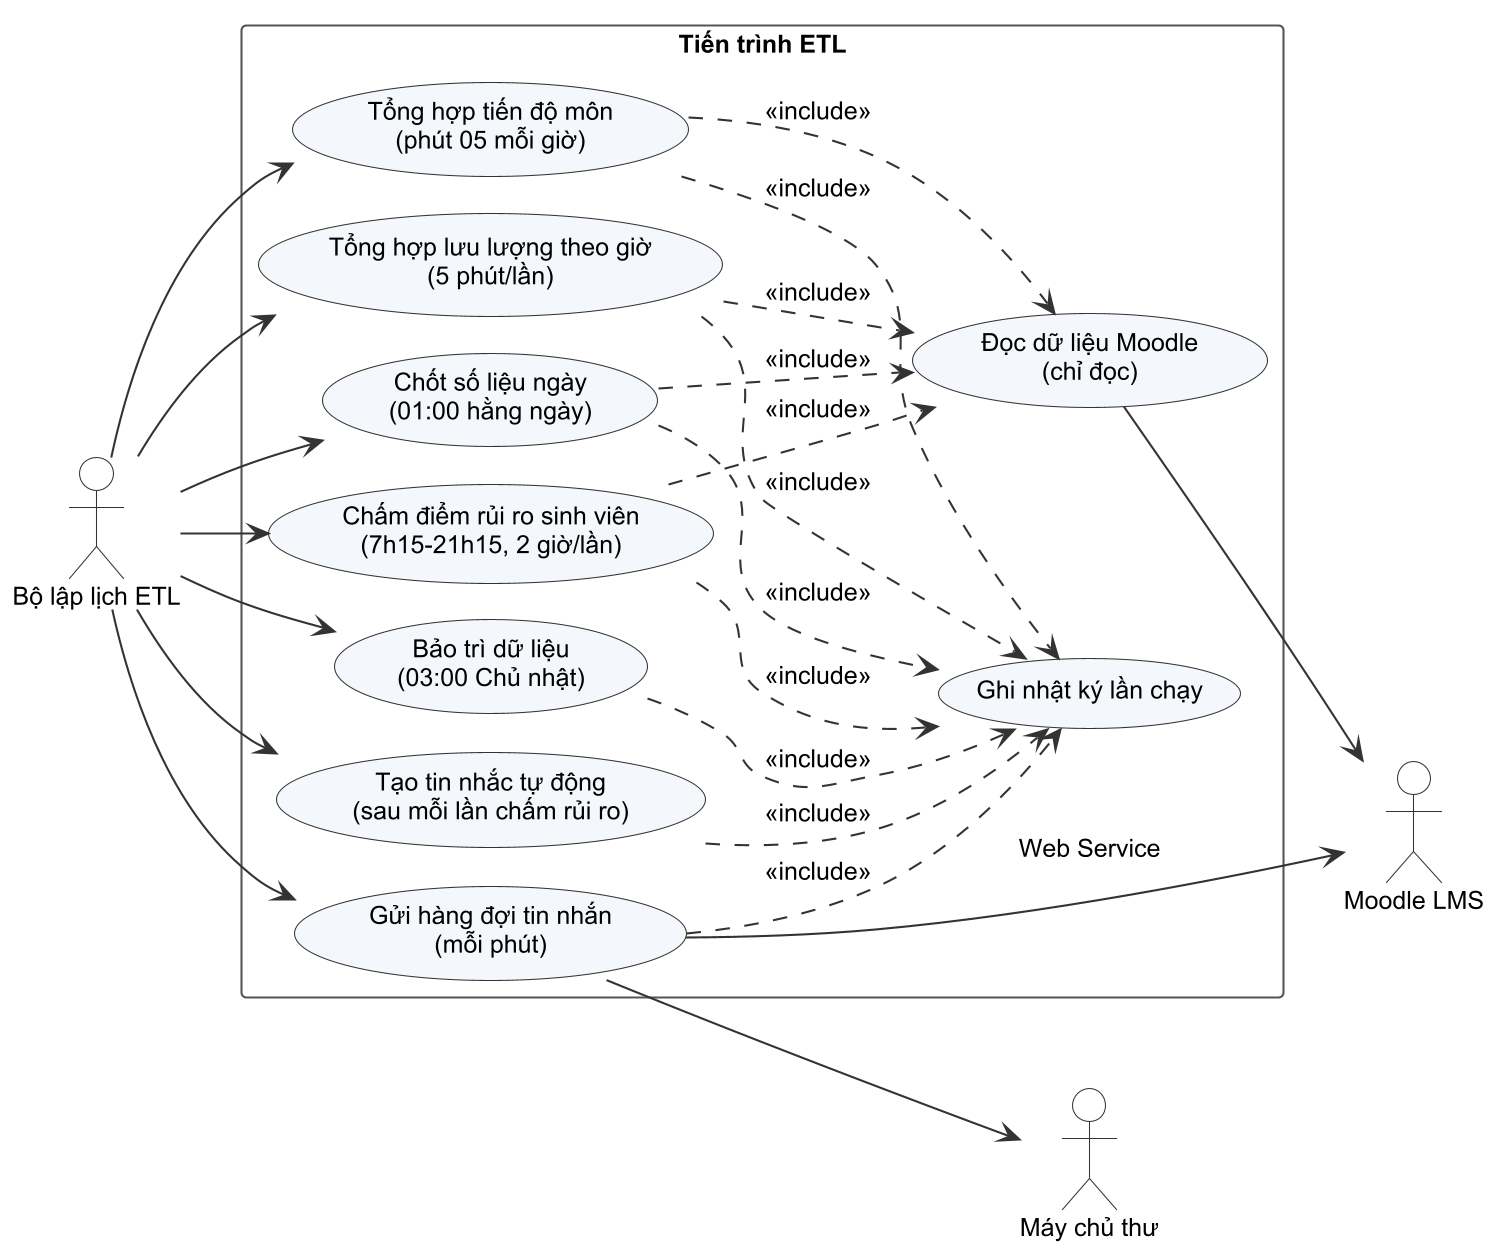 Tiến trình ETL
Tổng hợp tiến độ môn
(phút 05 mỗi giờ)
«include»
«include»
Tổng hợp lưu lượng theo giờ
(5 phút/lần)
«include»
Đọc dữ liệu Moodle
(chỉ đọc)
«include»
Chốt số liệu ngày
(01:00 hằng ngày)
«include»
«include»
Chấm điểm rủi ro sinh viên
(7h15-21h15, 2 giờ/lần)
Bộ lập lịch ETL
«include»
Bảo trì dữ liệu
(03:00 Chủ nhật)
«include»
Ghi nhật ký lần chạy
«include»
Tạo tin nhắc tự động
(sau mỗi lần chấm rủi ro)
«include»
Web Service
«include»
Gửi hàng đợi tin nhắn
(mỗi phút)
Moodle LMS
Máy chủ thư